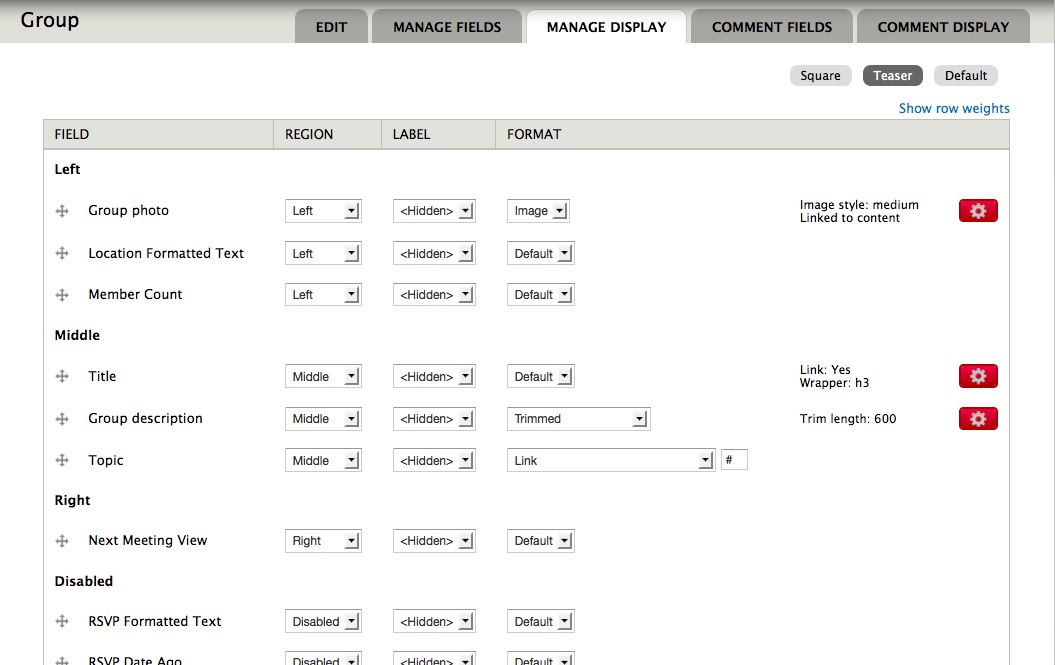 Group
EDIT MANAGE FIELDS MANAGE DISPLAY COMMENT FIELDS COMMENT DISPLAY
Square Teaser Default
Show row weights
FIELD REGION LABEL FORMAT
Left
Group photo Left <Hidden> Image Image style: medium
Linked to content
Location Formatted Text Left <Hidden> Default
Member Count Left <Hidden> Default
Middle
Title Middle <Hidden> Default Link: Yes
Wrapper: h3
Group description Middle <Hidden> Trimmed Trim length: 600
Topic Middle <Hidden> Link #
Right
Next Meeting View Right <Hidden> Default
Disabled
RSVP Formatted Text Disabled <Hidden> Default
RSVP Date Ago Disabled <Hidden> Default